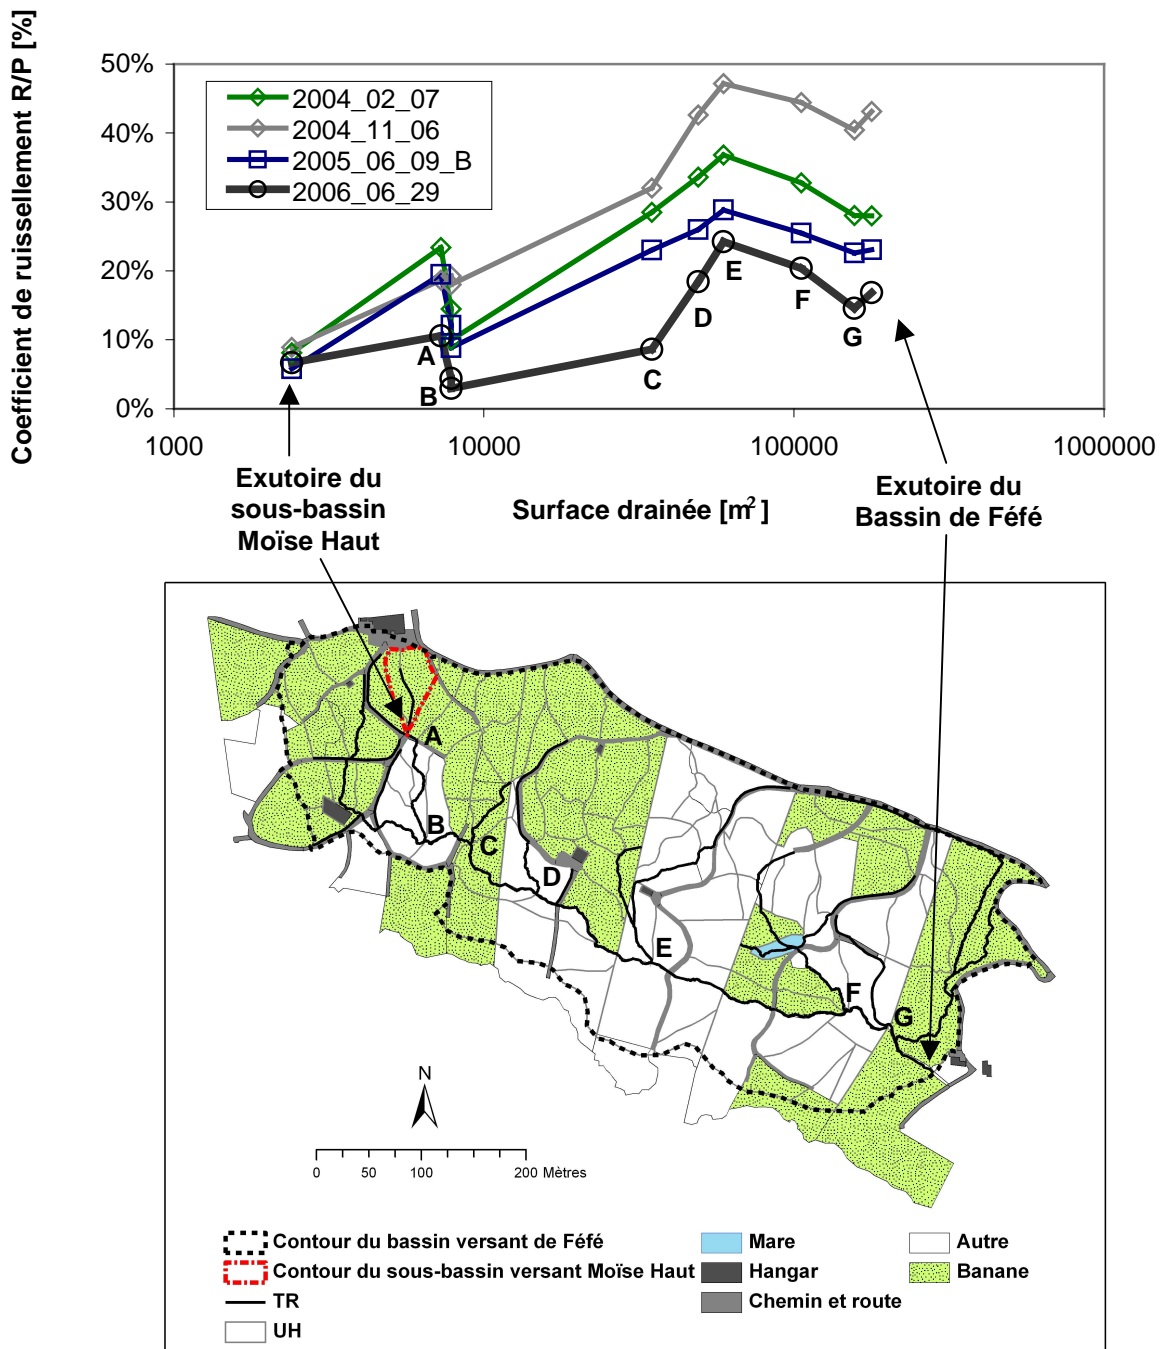 Coefficient de ruissellement R/P [%]
50%
40%
30%
20%
10%
0%
2004_02_07
2004_11_06
2005_06_09_B
2006_06_29
A
B
C
D
E
F
G
1000
10000
100000
1000000
Surface drainée [m²]
Exutoire du
sous-bassin
Moïse Haut
Exutoire du
Bassin de Féfé
A
B
C
D
E
F
G
N
0 50 100 200 Mètres
Contour du bassin versant de Féfé
Contour du sous-bassin versant Moïse Haut
TR
UH
Mare
Hangar
Chemin et route
Autre
Banane